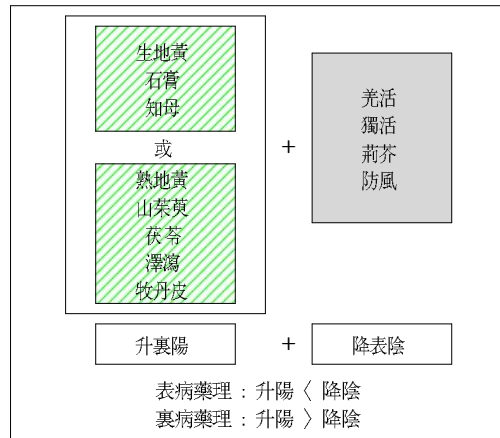 生地黃
石膏
知母
或
熟地黃
山茱萸
茯苓
澤瀉
牧丹皮
+
羌活
獨活
荊芥
防風
升裏陽 + 降表陰
表病藥理 : 升陽 〈 降陰
裏病藥理 : 升陽 〉 降陰